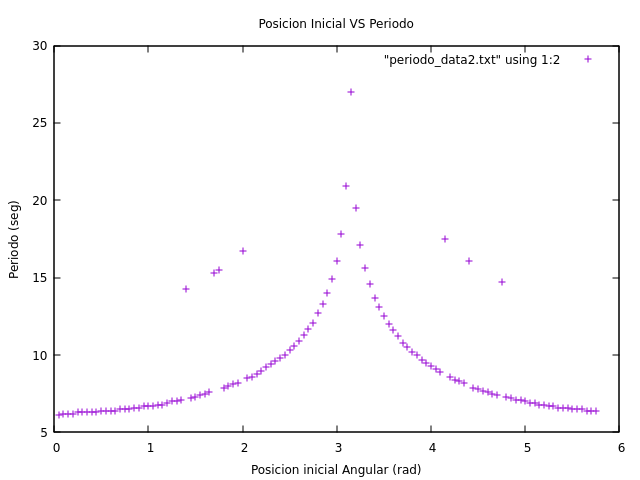 Posicion Inicial VS Periodo
"periodo_data2.txt" using 1:2
30
25
20
15
10
5
Periodo (seg)
0 1 2 3 4 5 6
Posicion inicial Angular (rad)